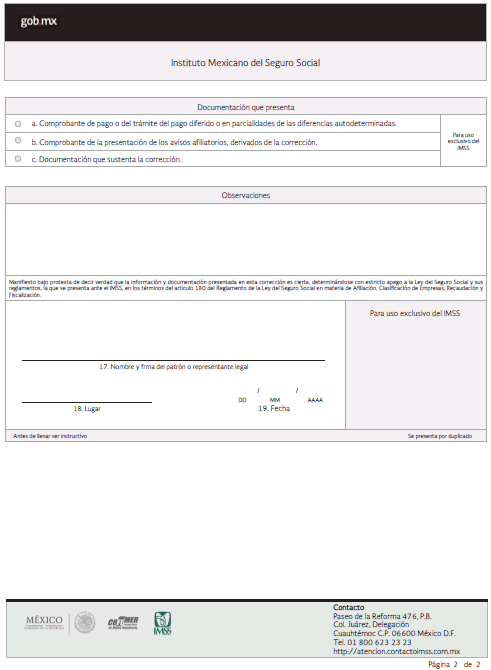 gob.mx
Instituto Mexicano del Seguro Social
Documentación que presenta
a. Comprobante de pago o del trámite del pago diferido o en parcialidades de las diferencias autodeterminadas.
b. Comprobante de la presentación de los avisos afiliatorios, derivados de la corrección.
c. Documentación que sustenta la corrección.
Para uso
exclusivo del
IMSS
Observaciones
Manifiesto bajo protesta de decir verdad que la información y documentación presentada en esta corrección es cierta, determinándose con estricto apego a la Ley del Seguro Social y sus
reglamentos, la que se presenta ante el IMSS, en los términos del artículo 180 del Reglamento de la Ley del Seguro Social en materia de Afiliación, Clasificación de Empresas, Recaudación y
Fiscalización.
Para uso exclusivo del IMSS
17. Nombre y frma del patrón o representante legal
/ /
DD MM AAAA
18. Lugar
19. Fecha
Antes de llenar ver instructivo
Se presenta por duplicado
MÉXICO
COFEMER
IMSS
Contacto
Paseo de la Reforma 476, P.B.
Col. Juárez, Delegación
Cuauhtémoc C.P. 06600 México D.F.
Tel. 01 800 623 23 23
http://atencion.contactoimss.com.mx
Página 2 de 2